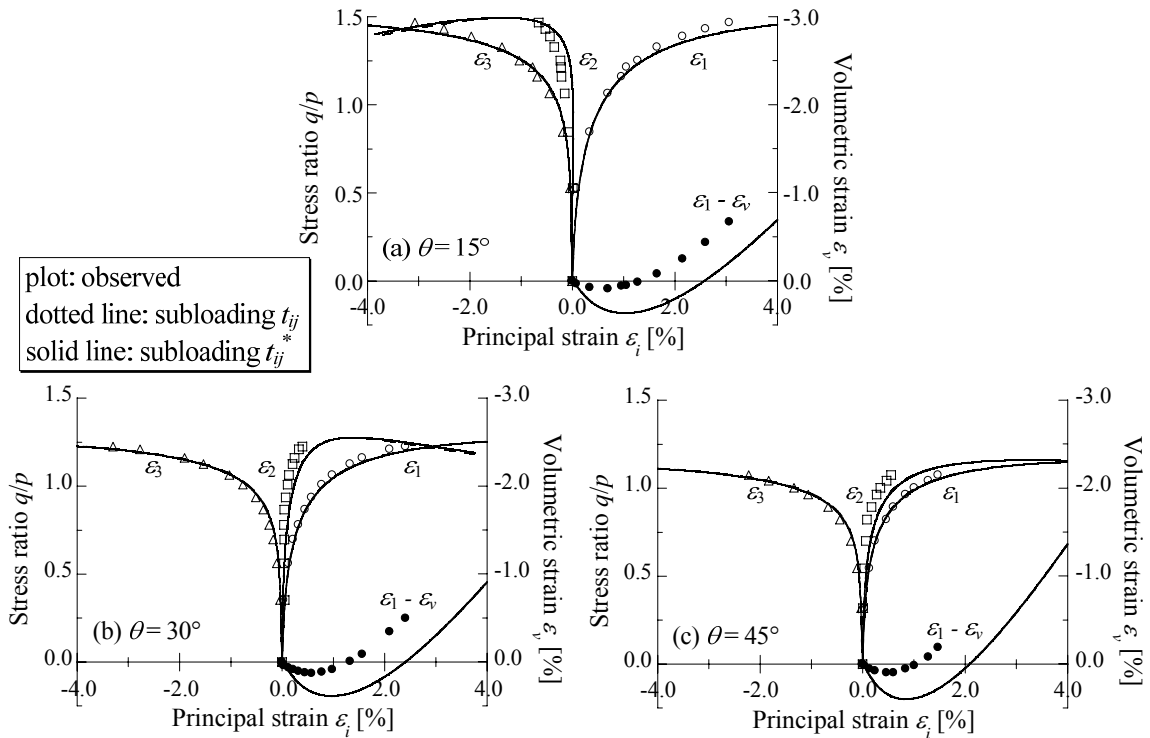 1.5
1.0
0.5
0.0
-3.0
-2.0
-1.0
0.0
Stress ratio q/p
Volumetric strain εv [%]
ε3
ε2
ε1
ε1 - εv
(a) θ = 15°
-4.0 -2.0 0.0 2.0 4.0
Principal strain εi [%]
plot: observed
dotted line: subloading tij
solid line: subloading tij*
1.5
1.0
0.5
0.0
-3.0
-2.0
-1.0
0.0
Stress ratio q/p
Volumetric strain εv [%]
ε3
ε2
ε1
ε1 - εv
(b) θ = 30°
-4.0 -2.0 0.0 2.0 4.0
Principal strain εi [%]
1.5
1.0
0.5
0.0
-3.0
-2.0
-1.0
0.0
Stress ratio q/p
Volumetric strain εv [%]
ε3
ε2
ε1
ε1 - εv
(c) θ = 45°
-4.0 -2.0 0.0 2.0 4.0
Principal strain εi [%]